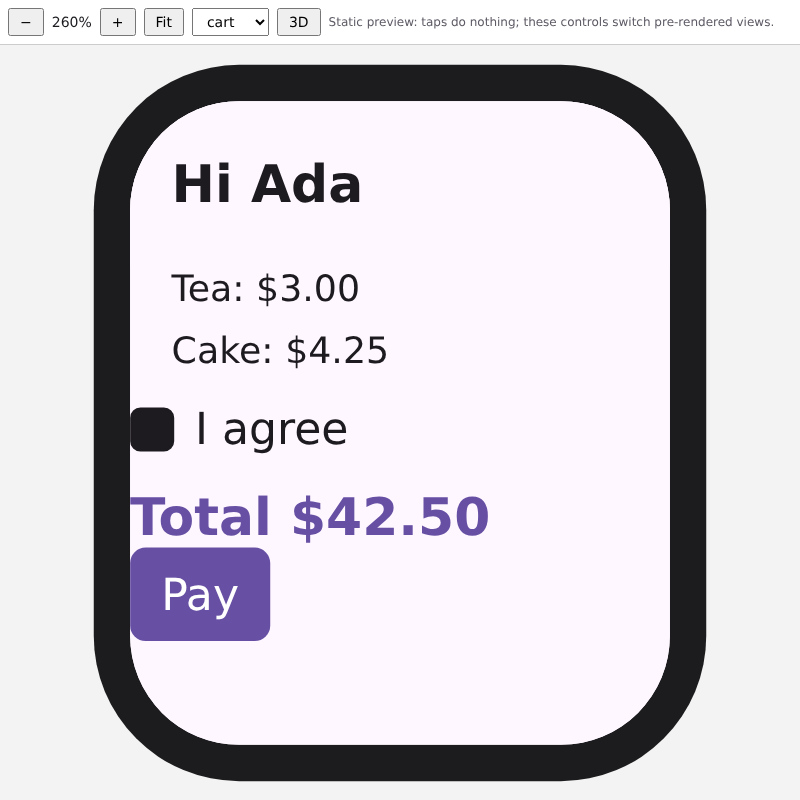 − 260% + Fit cart 3D Static preview: taps do nothing; these controls switch pre-rendered views.
Hi Ada
Tea: $3.00
Cake: $4.25
I agree
Total $42.50
Pay